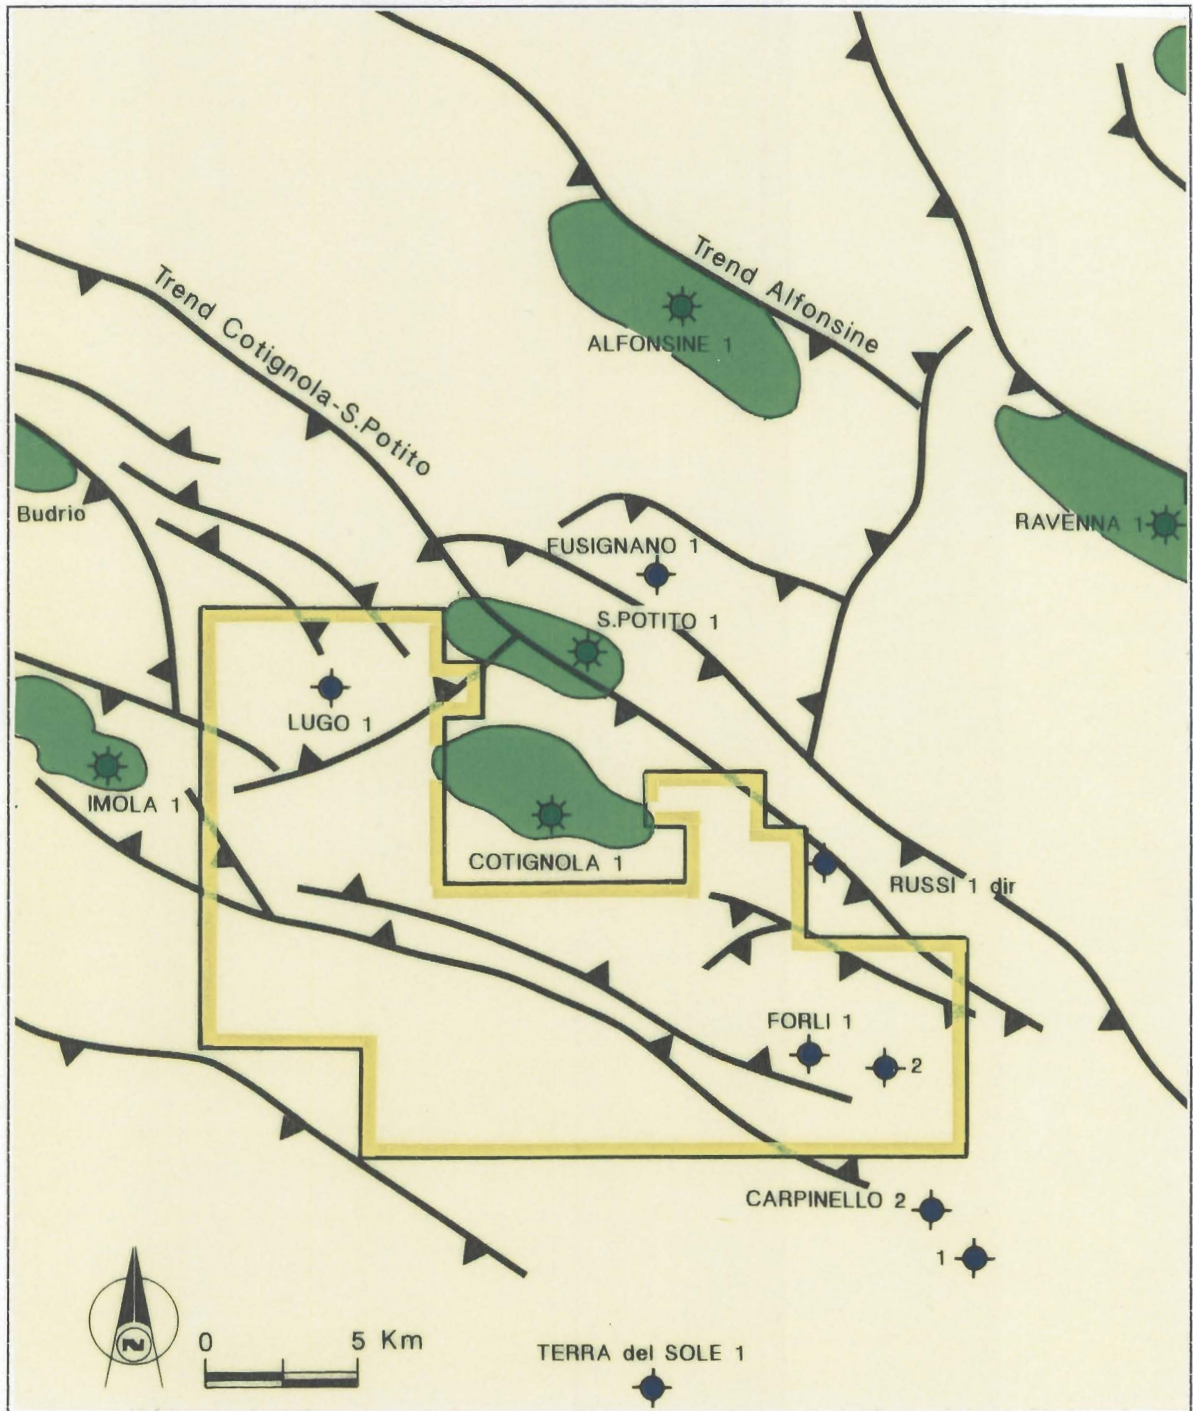 Trend Alfonsine
ALFONSINE 1
Trend Cotignola-S.Potito
Budrio
RAVENNA 1
FUSIGNANO 1
S.POTITO 1
LUGO 1
IMOLA 1
COTIGNOLA 1
RUSSI 1 dir
FORLI 1
2
CARPINELLO 2
1
N
0 5 Km
TERRA del SOLE 1